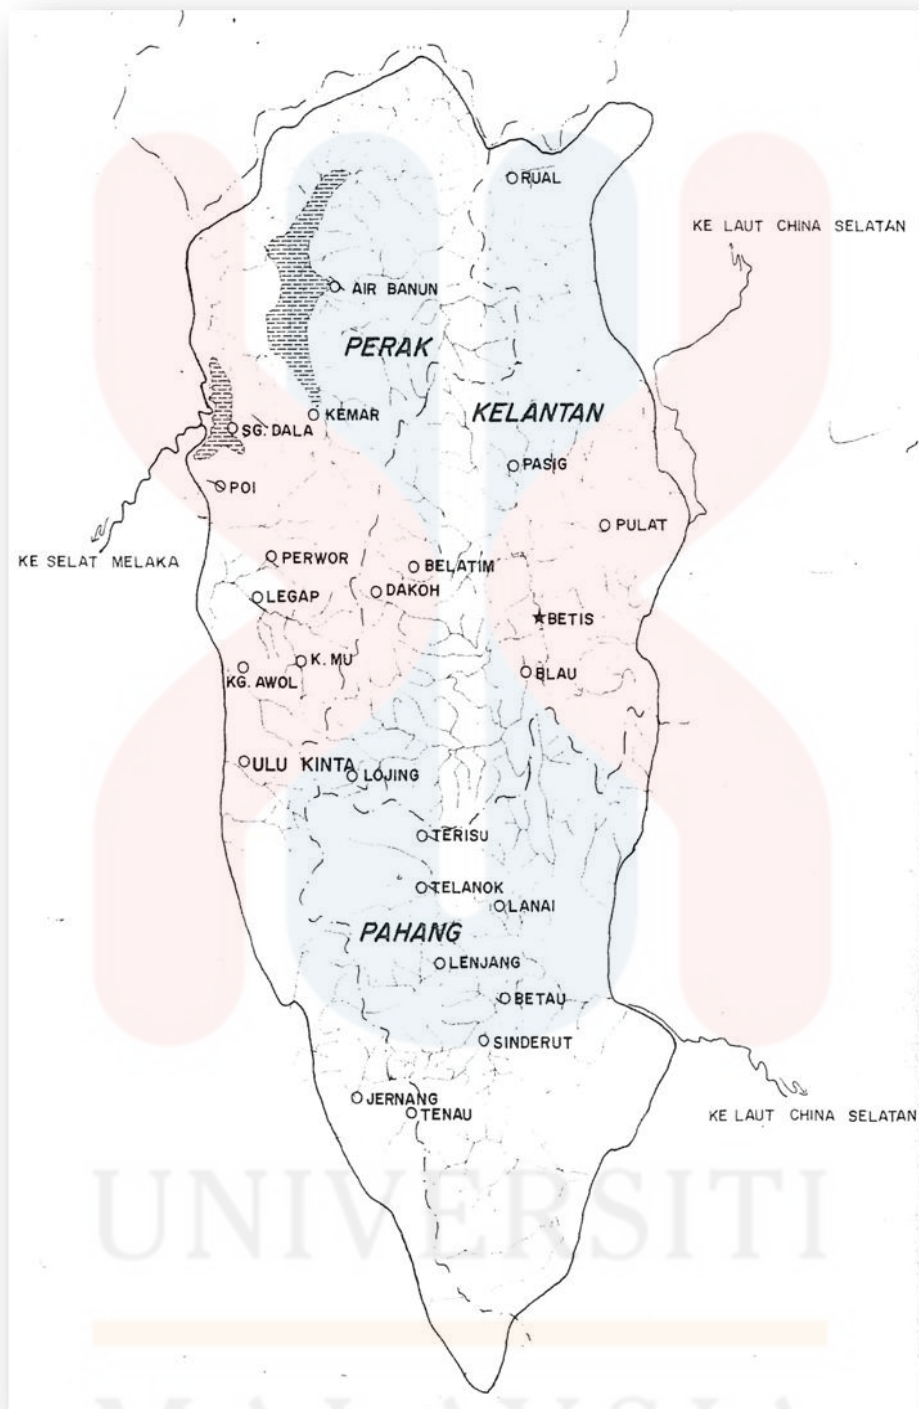 RUAL
KE LAUT CHINA SELATAN
AIR BANUN
PERAK
KELANTAN
KEMAR
SG. DALA
PASIG
POI
PULAT
PERWOR
KE SELAT MELAKA
BELATIM
LEGAP
DAKOH
BETIS
K. MU
KG. AWOL
BLAU
ULU KINTA
LOJING
TERISU
TELANOK
LANAI
PAHANG
LENJANG
BETAU
SINDERUT
JERNANG
TENAU
KE LAUT CHINA SELATAN
UNIVERSITI
MALAYSIA